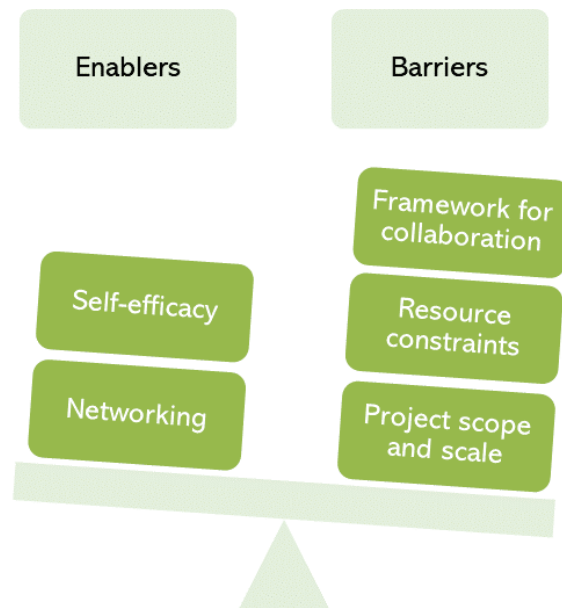 Enablers
Barriers
Framework for
collaboration
Self-efficacy
Resource
constraints
Networking
Project scope
and scale